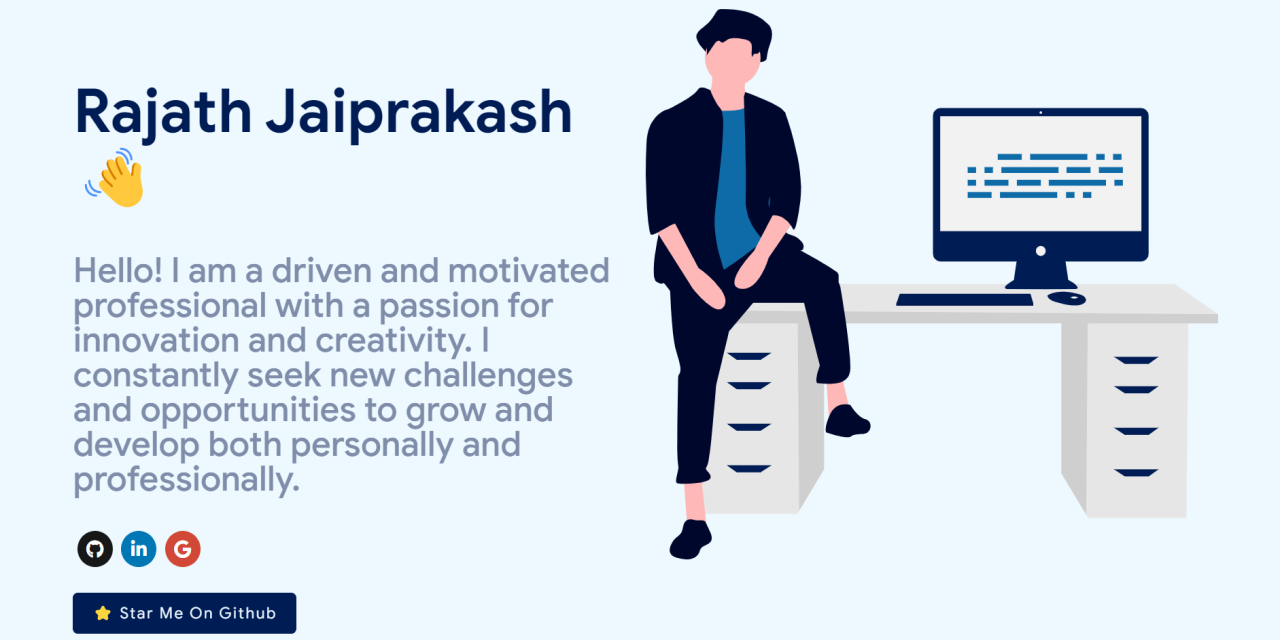 Rajath Jaiprakash
Hello! I am a driven and motivated
professional with a passion for
innovation and creativity. I
constantly seek new challenges
and opportunities to grow and
develop both personally and
professionally.
in
G
Star Me On Github